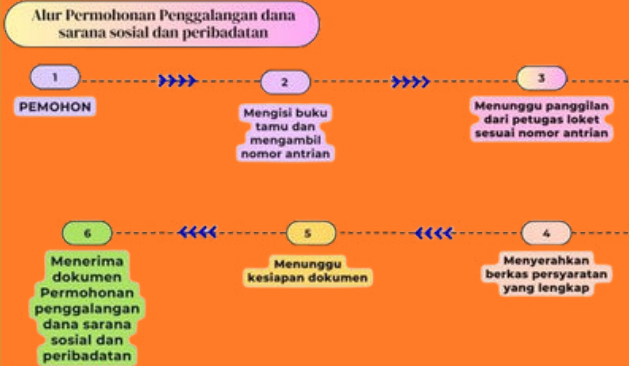 Alur Permohonan Penggalangan dana
sarana sosial dan peribadatan
1
PEMOHON
2
Mengisi buku
tamu dan
mengambil
nomor antrian
3
Menunggu panggilan
dari petugas loket
sesuai nomor antrian
4
Menyerahkan
berkas persyaratan
yang lengkap
5
Menunggu
kesiapan dokumen
6
Menerima
dokumen
Permohonan
penggalangan
dana sarana
sosial dan
peribadatan